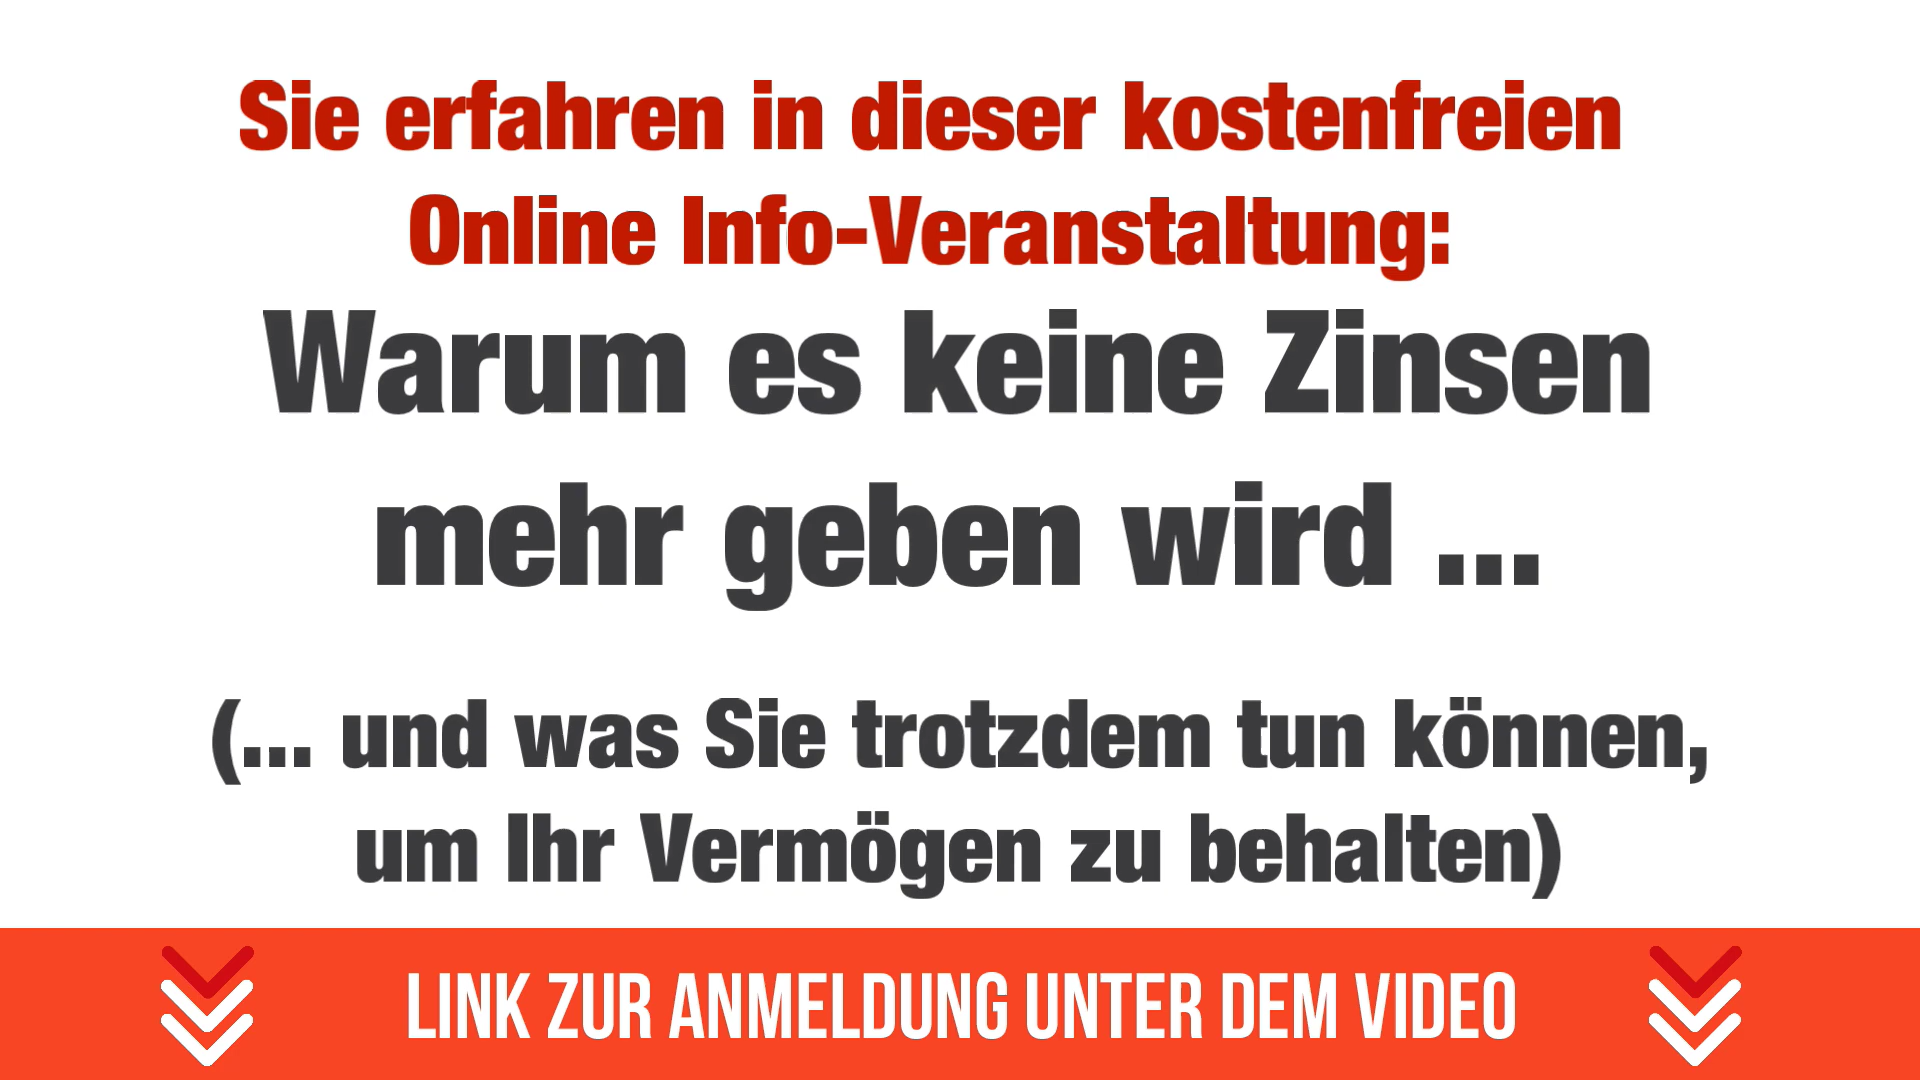 Sie erfahren in dieser kostenfreien
Online Info-Veranstaltung:
Warum es keine Zinsen
mehr geben wird ...
(... und was Sie trotzdem tun können,
um Ihr Vermögen zu behalten)
LINK ZUR ANMELDUNG UNTER DEM VIDEO